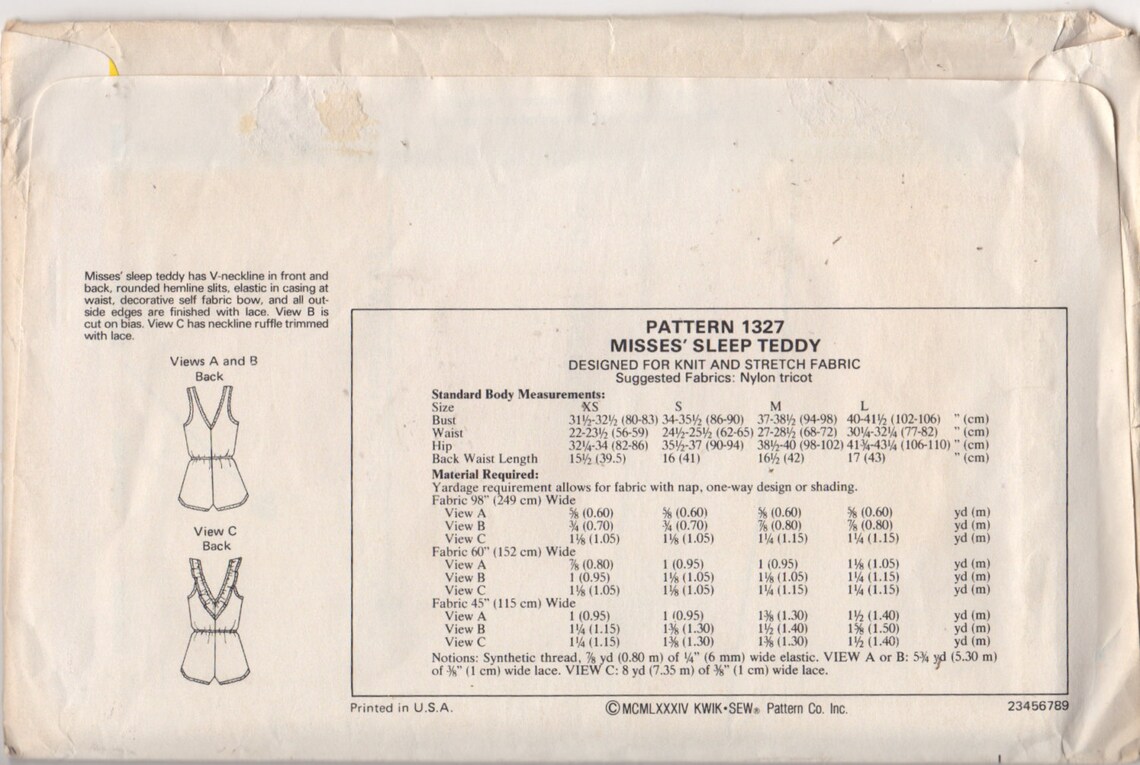 Misses' sleep teddy has V-neckline in front and
back, rounded hemline slits, elastic in casing at
waist, decorative self fabric bow, and all out-
side edges are finished with lace. View B is
cut on bias. View C has neckline ruffle trimmed
with lace.
Views A and B
Back
View C
Back
PATTERN 1327
MISSES' SLEEP TEDDY
DESIGNED FOR KNIT AND STRETCH FABRIC
Suggested Fabrics: Nylon tricot
Standard Body Measurements:
Size XS S M L
Bust 31½-32½ (80-83) 34-35½ (86-90) 37-38½ (94-98) 40-41½ (102-106) " (cm)
Waist 22-23½ (56-59) 24½-25½ (62-65) 27-28½ (68-72) 30¼-32¼ (77-82) " (cm)
Hip 32¼-34 (82-86) 35½-37 (90-94) 38½-40 (98-102) 41¾-43¼ (106-110) " (cm)
Back Waist Length 15½ (39.5) 16 (41) 16½ (42) 17 (43) " (cm)
Material Required:
Yardage requirement allows for fabric with nap, one-way design or shading.
Fabric 98" (249 cm) Wide
View A ⅝ (0.60) ⅝ (0.60) ⅝ (0.60) ⅝ (0.60) yd (m)
View B ¾ (0.70) ¾ (0.70) ⅞ (0.80) ⅞ (0.80) yd (m)
View C 1⅛ (1.05) 1⅛ (1.05) 1¼ (1.15) 1¼ (1.15) yd (m)
Fabric 60" (152 cm) Wide
View A ⅞ (0.80) 1 (0.95) 1 (0.95) 1⅛ (1.05) yd (m)
View B 1 (0.95) 1⅛ (1.05) 1⅛ (1.05) 1¼ (1.15) yd (m)
View C 1⅛ (1.05) 1⅛ (1.05) 1¼ (1.15) 1¼ (1.15) yd (m)
Fabric 45" (115 cm) Wide
View A 1 (0.95) 1 (0.95) 1⅜ (1.30) 1½ (1.40) yd (m)
View B 1¼ (1.15) 1⅜ (1.30) 1½ (1.40) 1⅝ (1.50) yd (m)
View C 1¼ (1.15) 1⅜ (1.30) 1⅜ (1.30) 1½ (1.40) yd (m)
Notions: Synthetic thread, ⅞ yd (0.80 m) of ¼" (6 mm) wide elastic. VIEW A or B: 5¾ yd (5.30 m)
of ⅜" (1 cm) wide lace. VIEW C: 8 yd (7.35 m) of ⅜" (1 cm) wide lace.
Printed in U.S.A. ©MCMLXXXIV KWIK•SEW® Pattern Co. Inc. 23456789